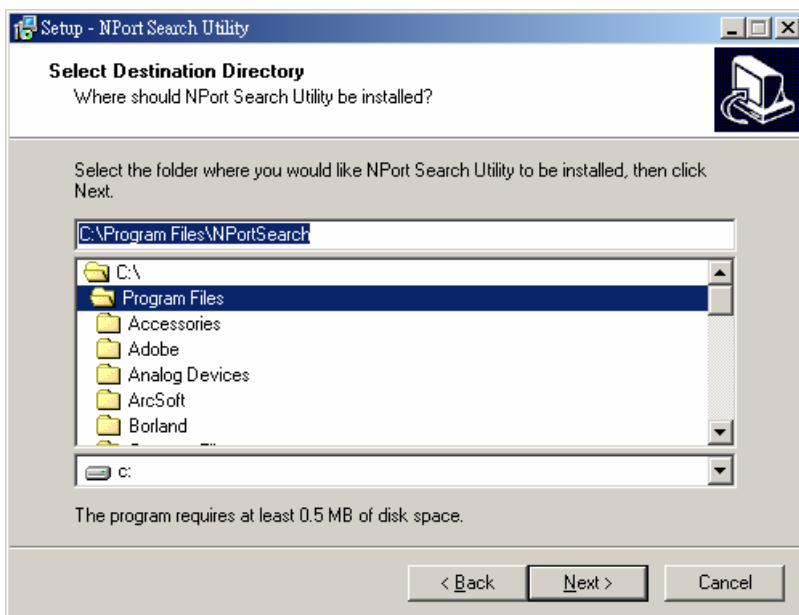 Setup - NPort Search Utility
Select Destination Directory
Where should NPort Search Utility be installed?
Select the folder where you would like NPort Search Utility to be installed, then click
Next.
C:\Program Files\NPortSearch
C:\
Program Files
Accessories
Adobe
Analog Devices
ArcSoft
Borland
c:
The program requires at least 0.5 MB of disk space.
< Back
Next >
Cancel